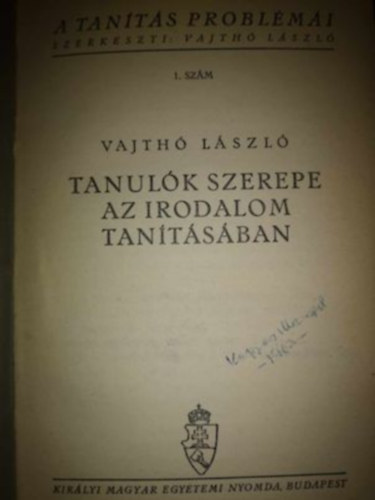 A TANÍTÁS PROBLÉMÁI
SZERKESZTI: VAJTHÓ LÁSZLÓ
1. SZÁM
VAJTHÓ LÁSZLÓ
TANULÓK SZEREPE
AZ IRODALOM
TANÍTÁSÁBAN
KIRÁLYI MAGYAR EGYETEMI NYOMDA, BUDAPEST